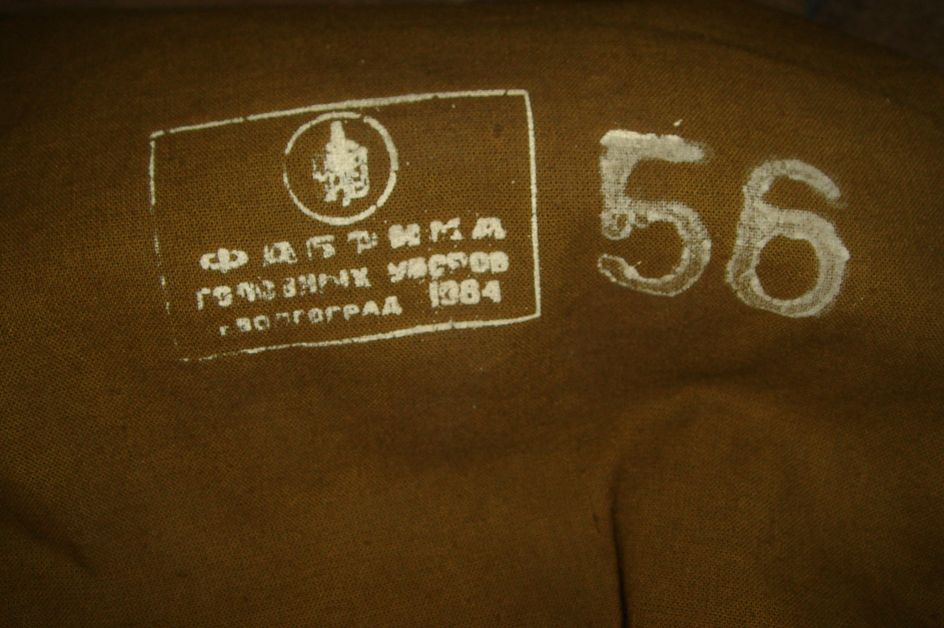 ФАБРИКА
ГОЛОВНЫХ УБОРОВ
г.ВОЛГОГРАД 1984
56